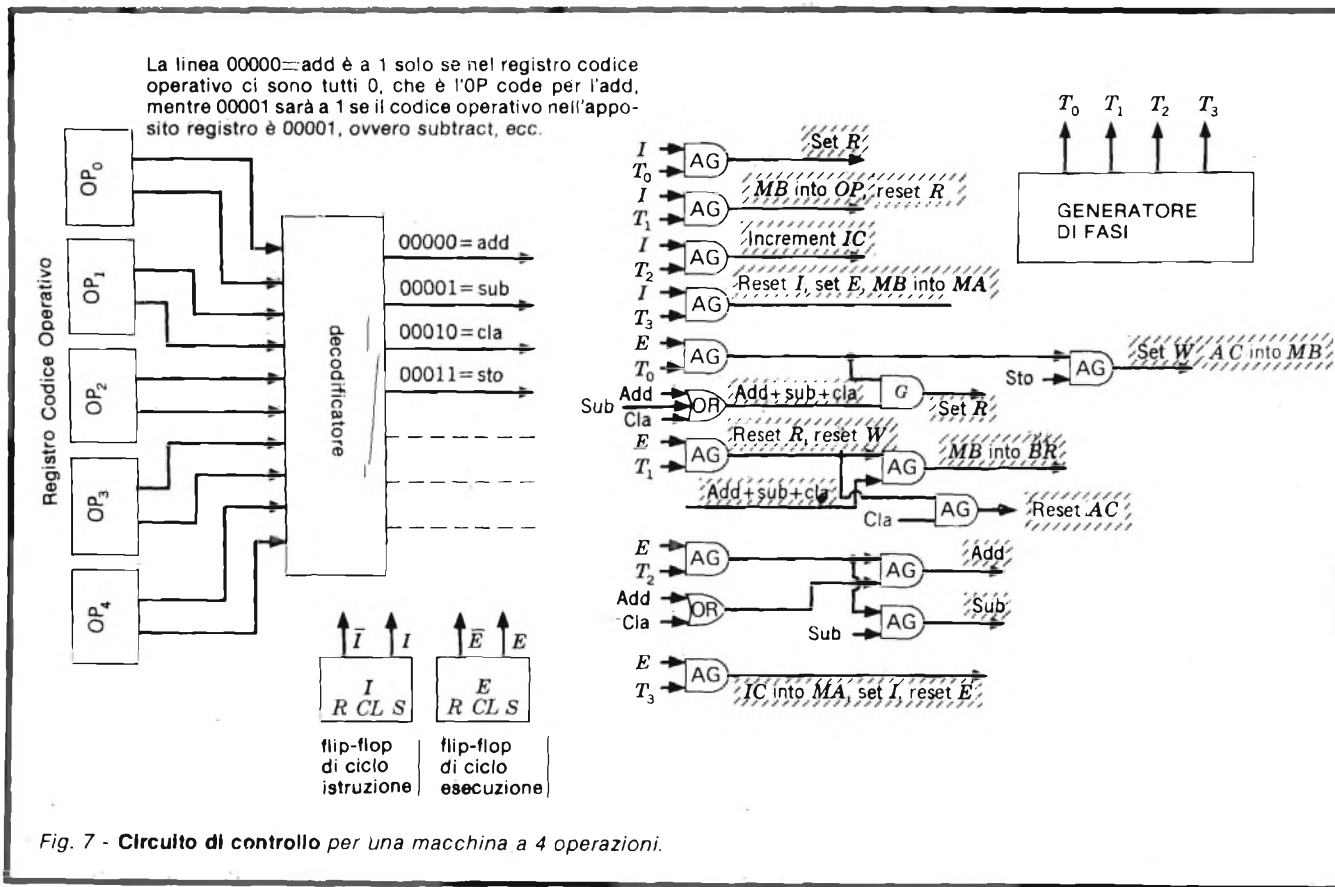 La linea 00000=add è a 1 solo se nel registro codice
operativo ci sono tutti 0, che è l'OP code per l'add,
mentre 00001 sarà a 1 se il codice operativo nell'appo-
sito registro è 00001, ovvero subtract, ecc.
Registro Codice Operativo
OP0
OP1
OP2
OP3
OP4
decodificatore
00000=add
00001=sub
00010=cla
00011=sto
Ī I
I
R CL S
flip-flop
di ciclo
istruzione
Ē E
E
R CL S
flip-flop
di ciclo
esecuzione
I
T0
AG
Set R
I
T1
AG
MB into OP, reset R
I
T2
AG
Increment IC
I
T3
AG
Reset I, set E, MB into MA
E
T0
AG
Sto
AG
Set W AC into MB
Add
Sub
Cla
OR
Add+sub+cla
G
Set R
E
T1
AG
Reset R, reset W
AG
MB into BR
Add+sub+cla
Cla
AG
Reset AC
E
T2
AG
AG
Add
Add
Cla
OR
Sub
AG
Sub
E
T3
AG
IC into MA, set I, reset E
T0 T1 T2 T3
GENERATORE
DI FASI
Fig. 7 - Circuito di controllo per una macchina a 4 operazioni.